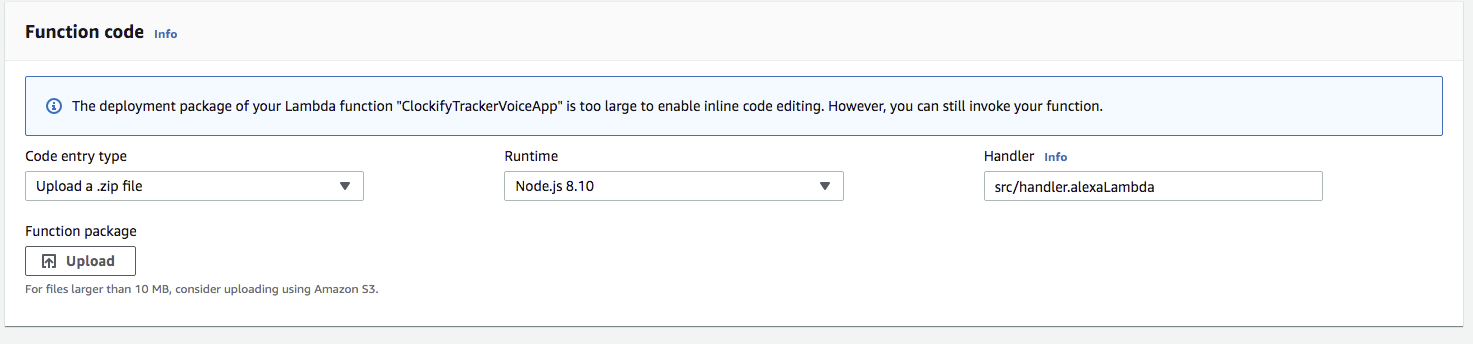 Function code Info
The deployment package of your Lambda function "ClockifyTrackerVoiceApp" is too large to enable inline code editing. However, you can still invoke your function.
Code entry type
Upload a .zip file
Runtime
Node.js 8.10
Handler Info
src/handler.alexaLambda
Function package
Upload
For files larger than 10 MB, consider uploading using Amazon S3.